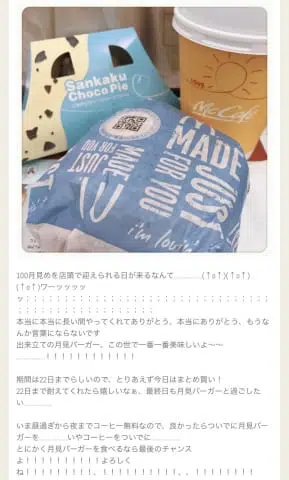 Sankaku
Choco Pie
McCafé
MADE
JUST
FOR YOU
MADE
JUST
FOR YOU
i'm lovin'
100月見めを店頭で迎えられる日が来るなんて……………(↑o↑)(↑o↑)
(↑o↑)ワーッッッッ
ッ；；；；；；；；；；；；；；；；；；；；；；；；；；；；；；；；
；；；；；；；；；；；；；；；；；；
本当に本当に長い間やってくれてありがとう、本当にありがとう、もうな
んか言葉にならないです
出来立ての月見バーガー。この世で一番一番美味しいよ〜〜
……………！！！！！！！！！！！！
期間は22日までらしいので、とりあえず今日はまとめ買い！
22日まで耐えてくれたら嬉しいなぁ、最終日も月見バーガーと過ごした
い……………
いま昼過ぎから夜までコーヒー無料なので、良かったらついでに月見バー
ガーを……………いやコーヒーをついでに……………
とにかく月見バーガーを食べるなら最後のチャンス
よ！！！！！！！！！！よろしく
ね！！！！！！！！！。！！！！！！！！！！。。！！！！！！！！